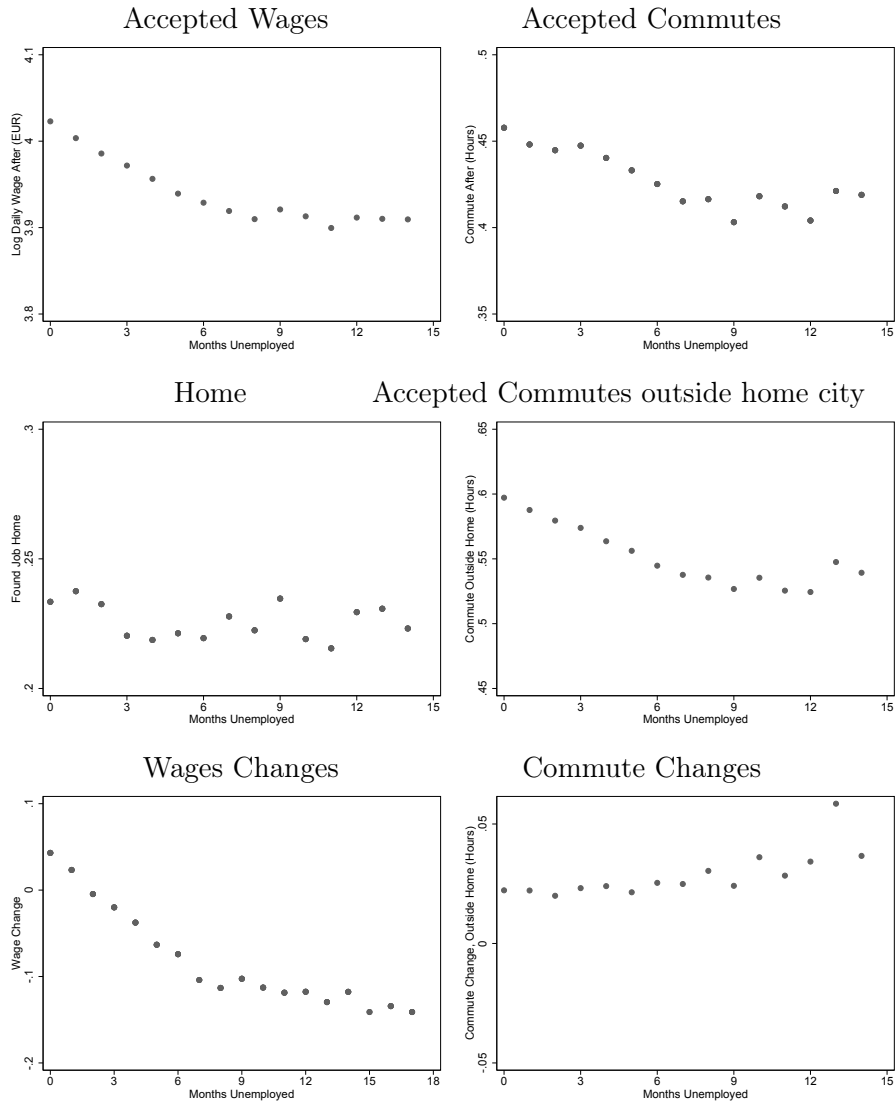 Accepted Wages
Log Daily Wage After (EUR)
4.1
4
3.9
3.8
0 3 6 9 12 15
Months Unemployed
Accepted Commutes
Commute After (Hours)
.5
.45
.4
.35
0 3 6 9 12 15
Months Unemployed
Home
Found Job Home
.3
.25
.2
0 3 6 9 12 15
Months Unemployed
Accepted Commutes outside home city
Commute Outside Home (Hours)
.65
.6
.55
.5
.45
0 3 6 9 12 15
Months Unemployed
Wages Changes
Wage Change
.1
0
-.1
-.2
0 3 6 9 12 15 18
Months Unemployed
Commute Changes
Commute Change, Outside Home (Hours)
.05
0
-.05
0 3 6 9 12 15
Months Unemployed